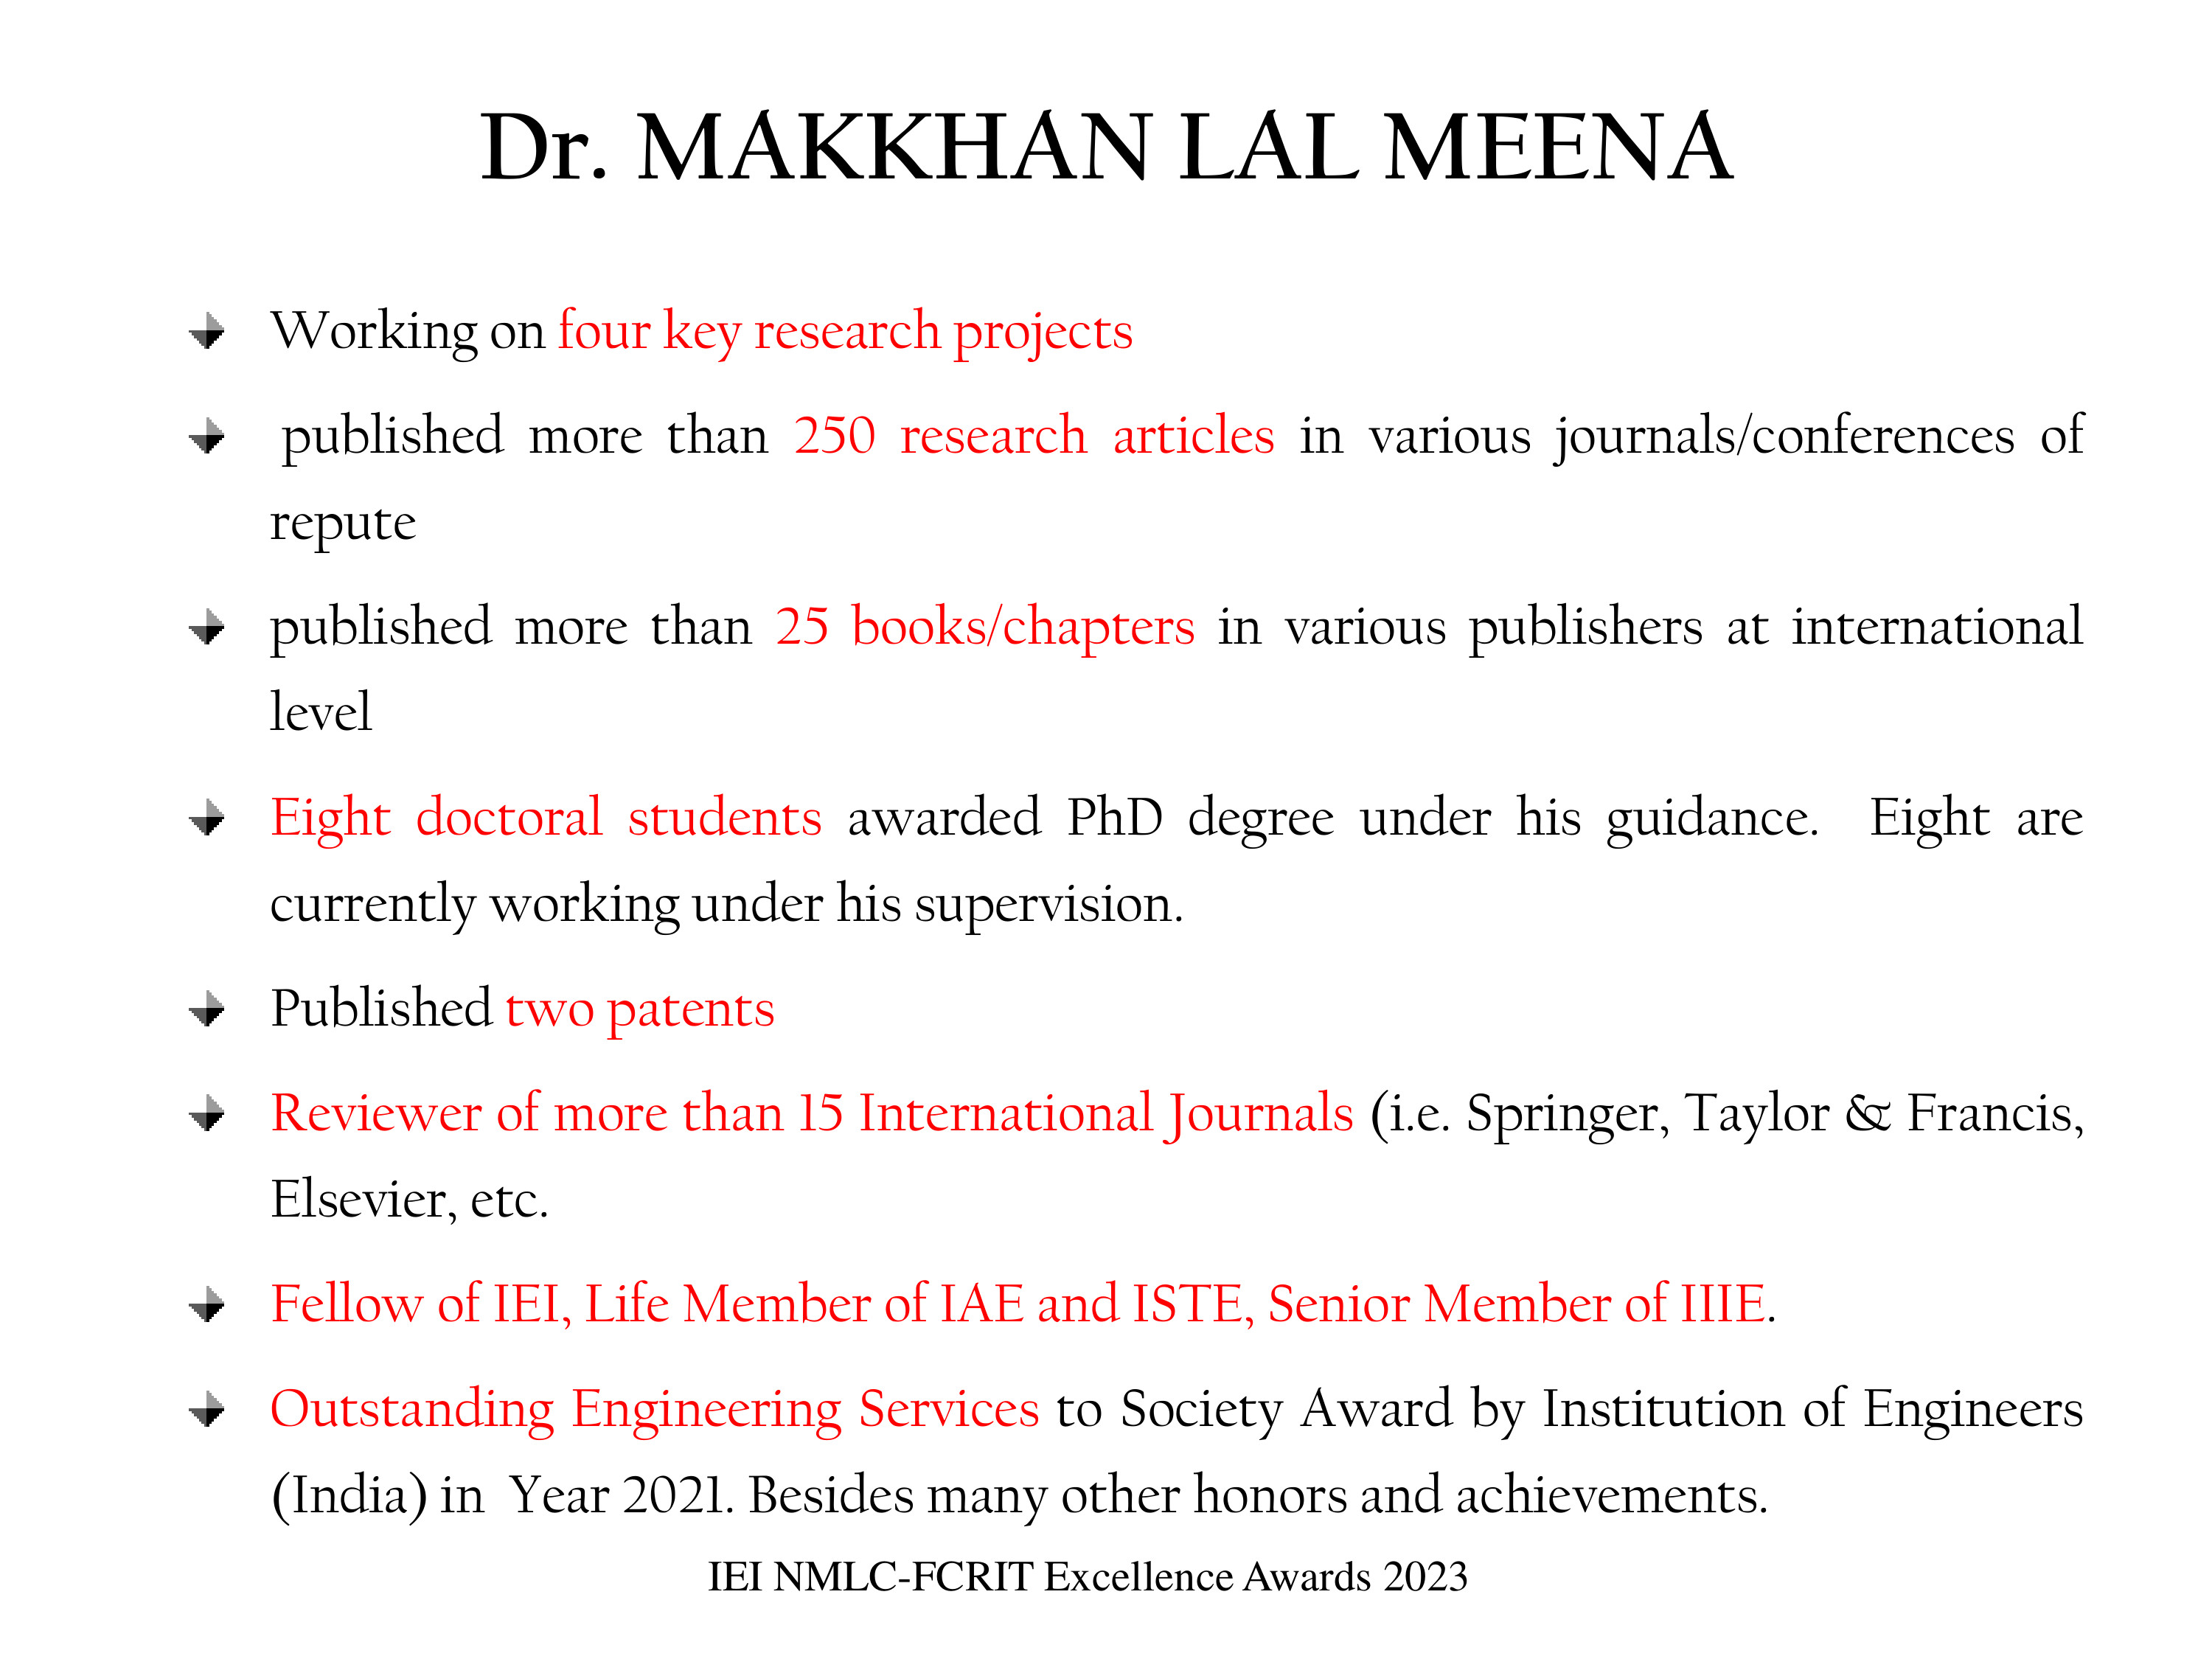 Dr. MAKKHAN LAL MEENA
Working on four key research projects
published more than 250 research articles in various journals/conferences of
repute
published more than 25 books/chapters in various publishers at international
level
Eight doctoral students awarded PhD degree under his guidance.  Eight are
currently working under his supervision.
Published two patents
Reviewer of more than 15 International Journals (i.e. Springer, Taylor & Francis,
Elsevier, etc.
Fellow of IEI, Life Member of IAE and ISTE, Senior Member of IIIE.
Outstanding Engineering Services to Society Award by Institution of Engineers
(India) in  Year 2021. Besides many other honors and achievements.
IEI NMLC-FCRIT Excellence Awards 2023